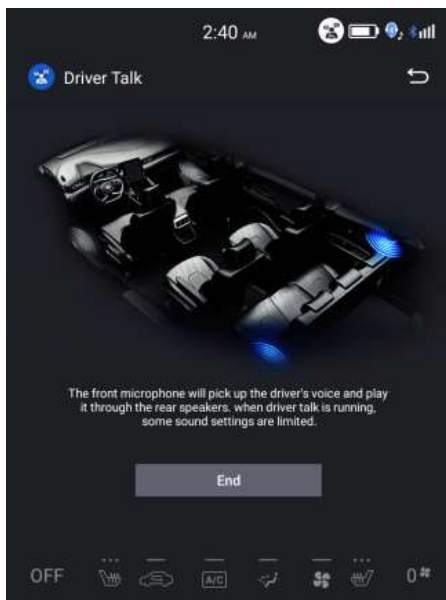 2:40 AM
Driver Talk
The front microphone will pick up the driver's voice and play
it through the rear speakers. when driver talk is running,
some sound settings are limited.
End
OFF A/C 0